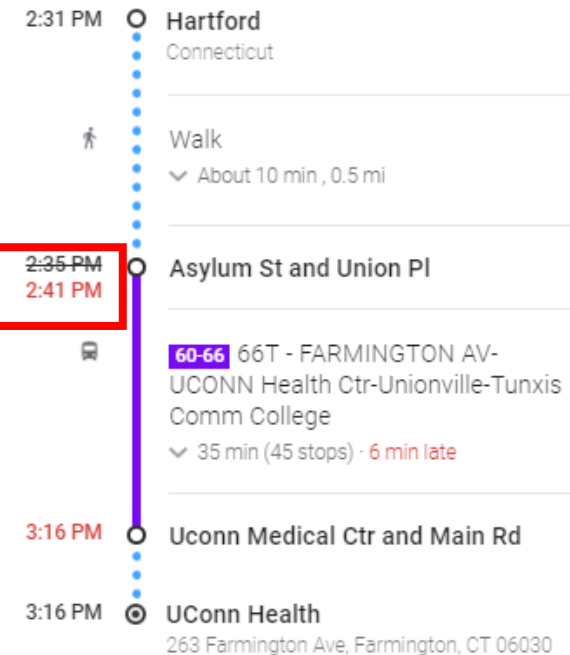 2:31 PM Hartford
Connecticut
Walk
About 10 min , 0.5 mi
2:35 PM Asylum St and Union Pl
2:41 PM
60-66 66T - FARMINGTON AV-
UCONN Health Ctr-Unionville-Tunxis
Comm College
35 min (45 stops) · 6 min late
3:16 PM Uconn Medical Ctr and Main Rd
3:16 PM UConn Health
263 Farmington Ave, Farmington, CT 06030